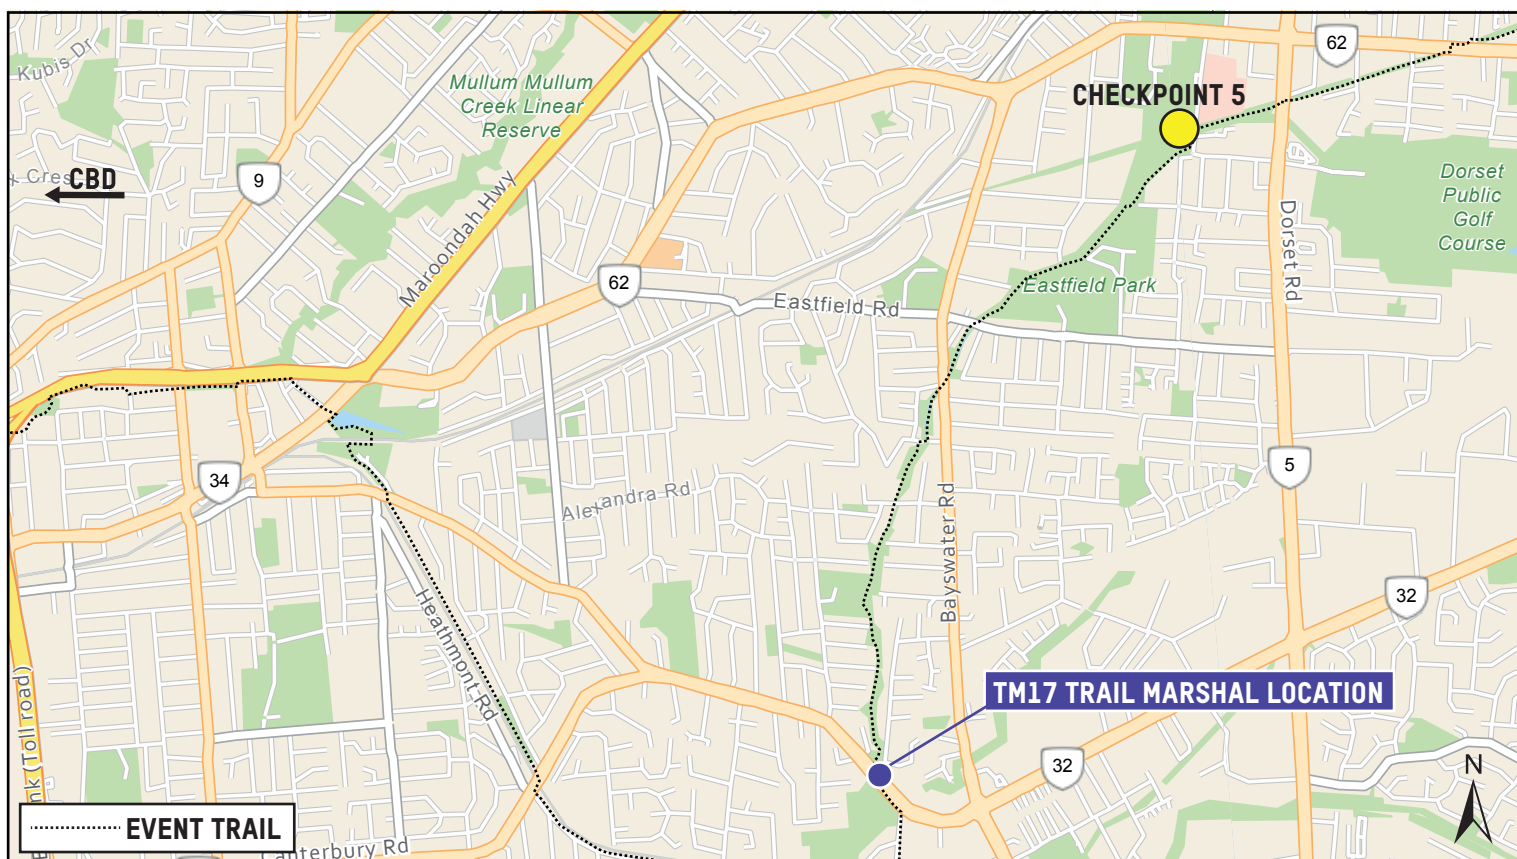 Kubis Dr
Mullum Mullum
Creek Linear
Reserve
62
CHECKPOINT 5
9
Cres
CBD
Maroondah Hwy
Dorset
Public
Golf
Course
Dorset Rd
62
Eastfield Rd
Eastfield Park
34
5
Alexandra Rd
Bayswater Rd
32
Heathmont Rd
TM17 TRAIL MARSHAL LOCATION
(Toll road)
32
N
EVENT TRAIL
Canterbury Rd